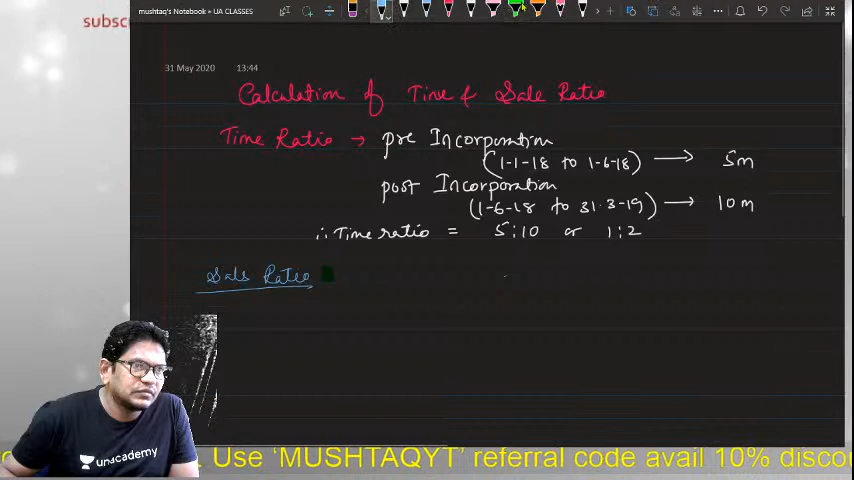 subsc
mushtaq's Notebook » UA CLASSES
31 May 2020 13:44
Calculation of Time & Sale Ratio
Time Ratio → pre Incorporation
(1-1-18 to 1-6-18) → 5m
post Incorporation
(1-6-18 to 31-3-19) → 10m
∴ Time ratio = 5:10 or 1:2
Sals Ratio
unacademy
. Use ‘MUSHTAQYT’ referral code avail 10% discou